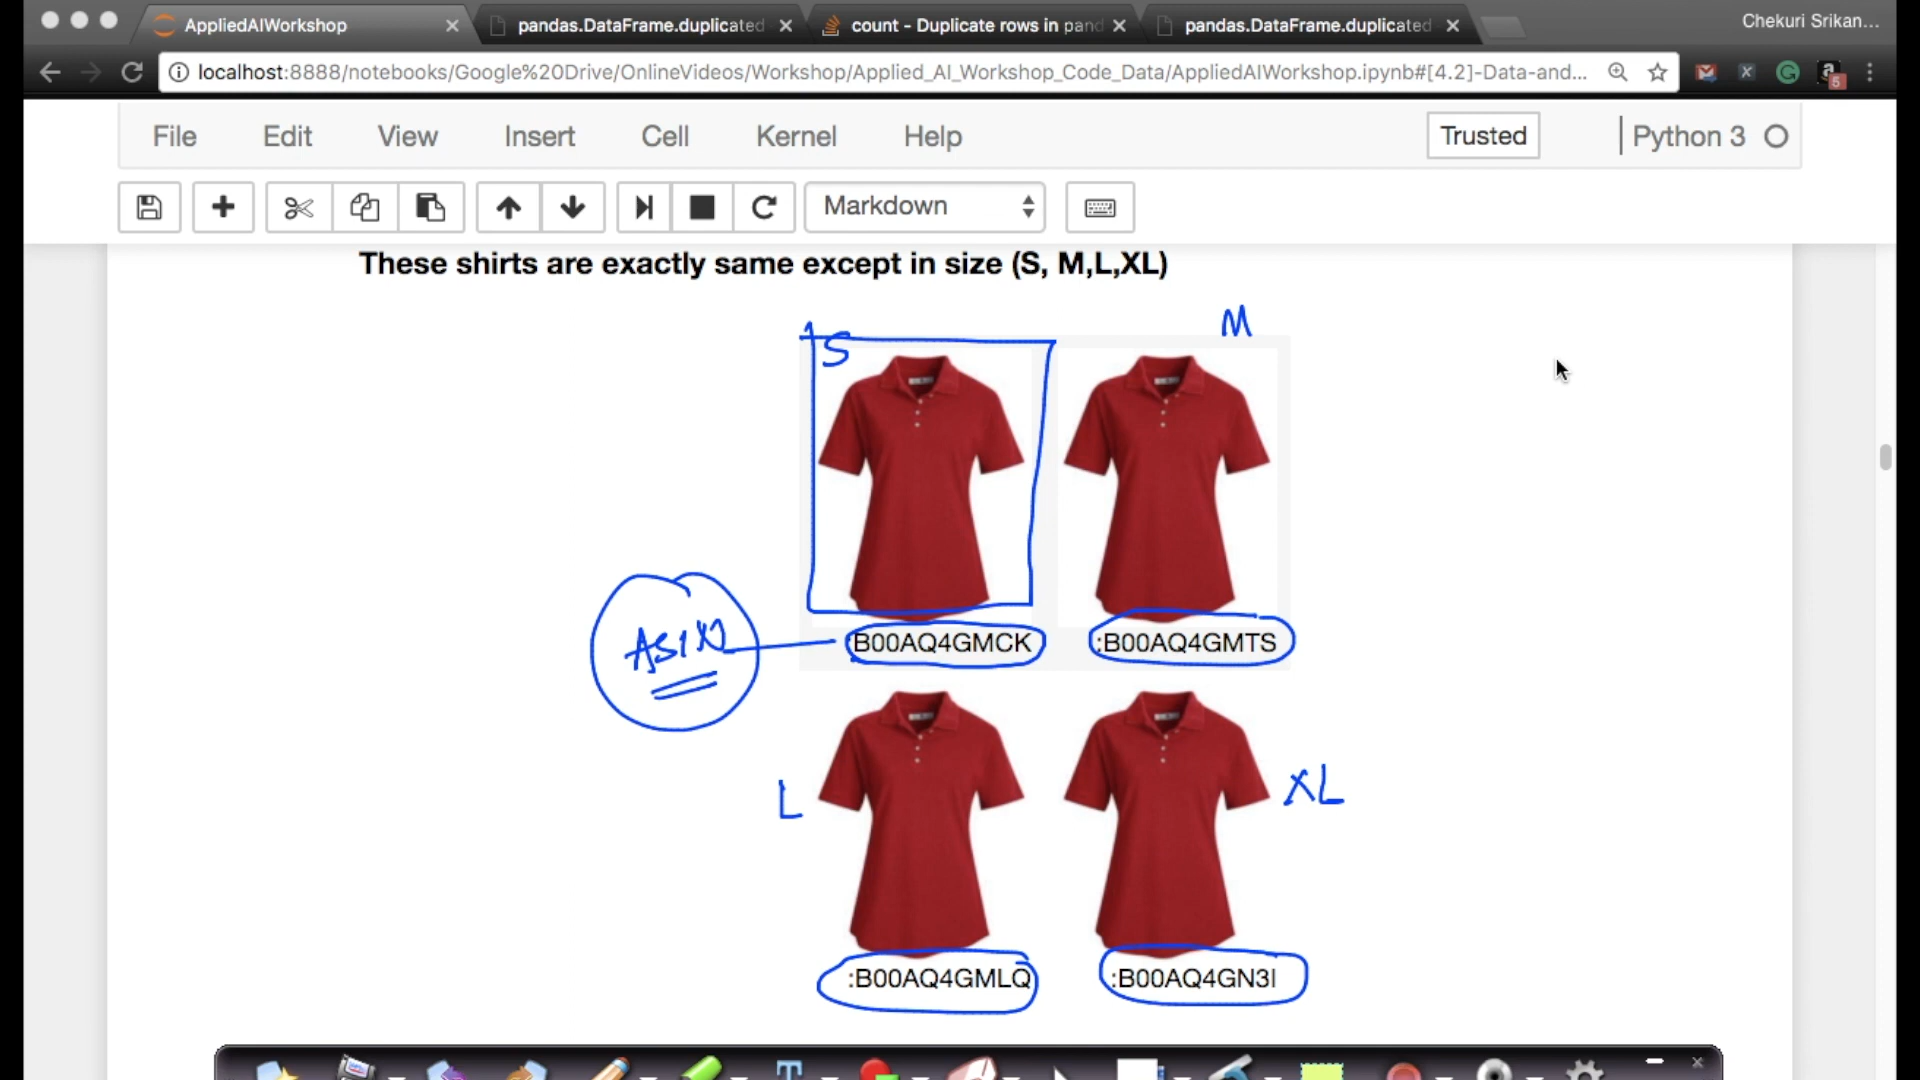 AppliedAIWorkshop
pandas.DataFrame.duplicated
count - Duplicate rows in pand
pandas.DataFrame.duplicated
Chekuri Srikan...
localhost:8888/notebooks/Google%20Drive/OnlineVideos/Workshop/Applied_AI_Workshop_Code_Data/AppliedAIWorkshop.ipynb#[4.2]-Data-and...
5
File Edit View Insert Cell Kernel Help
Trusted
Python 3
Markdown
These shirts are exactly same except in size (S, M,L,XL)
S
M
ASIN
:B00AQ4GMCK
:B00AQ4GMTS
L
XL
:B00AQ4GMLQ
:B00AQ4GN3I